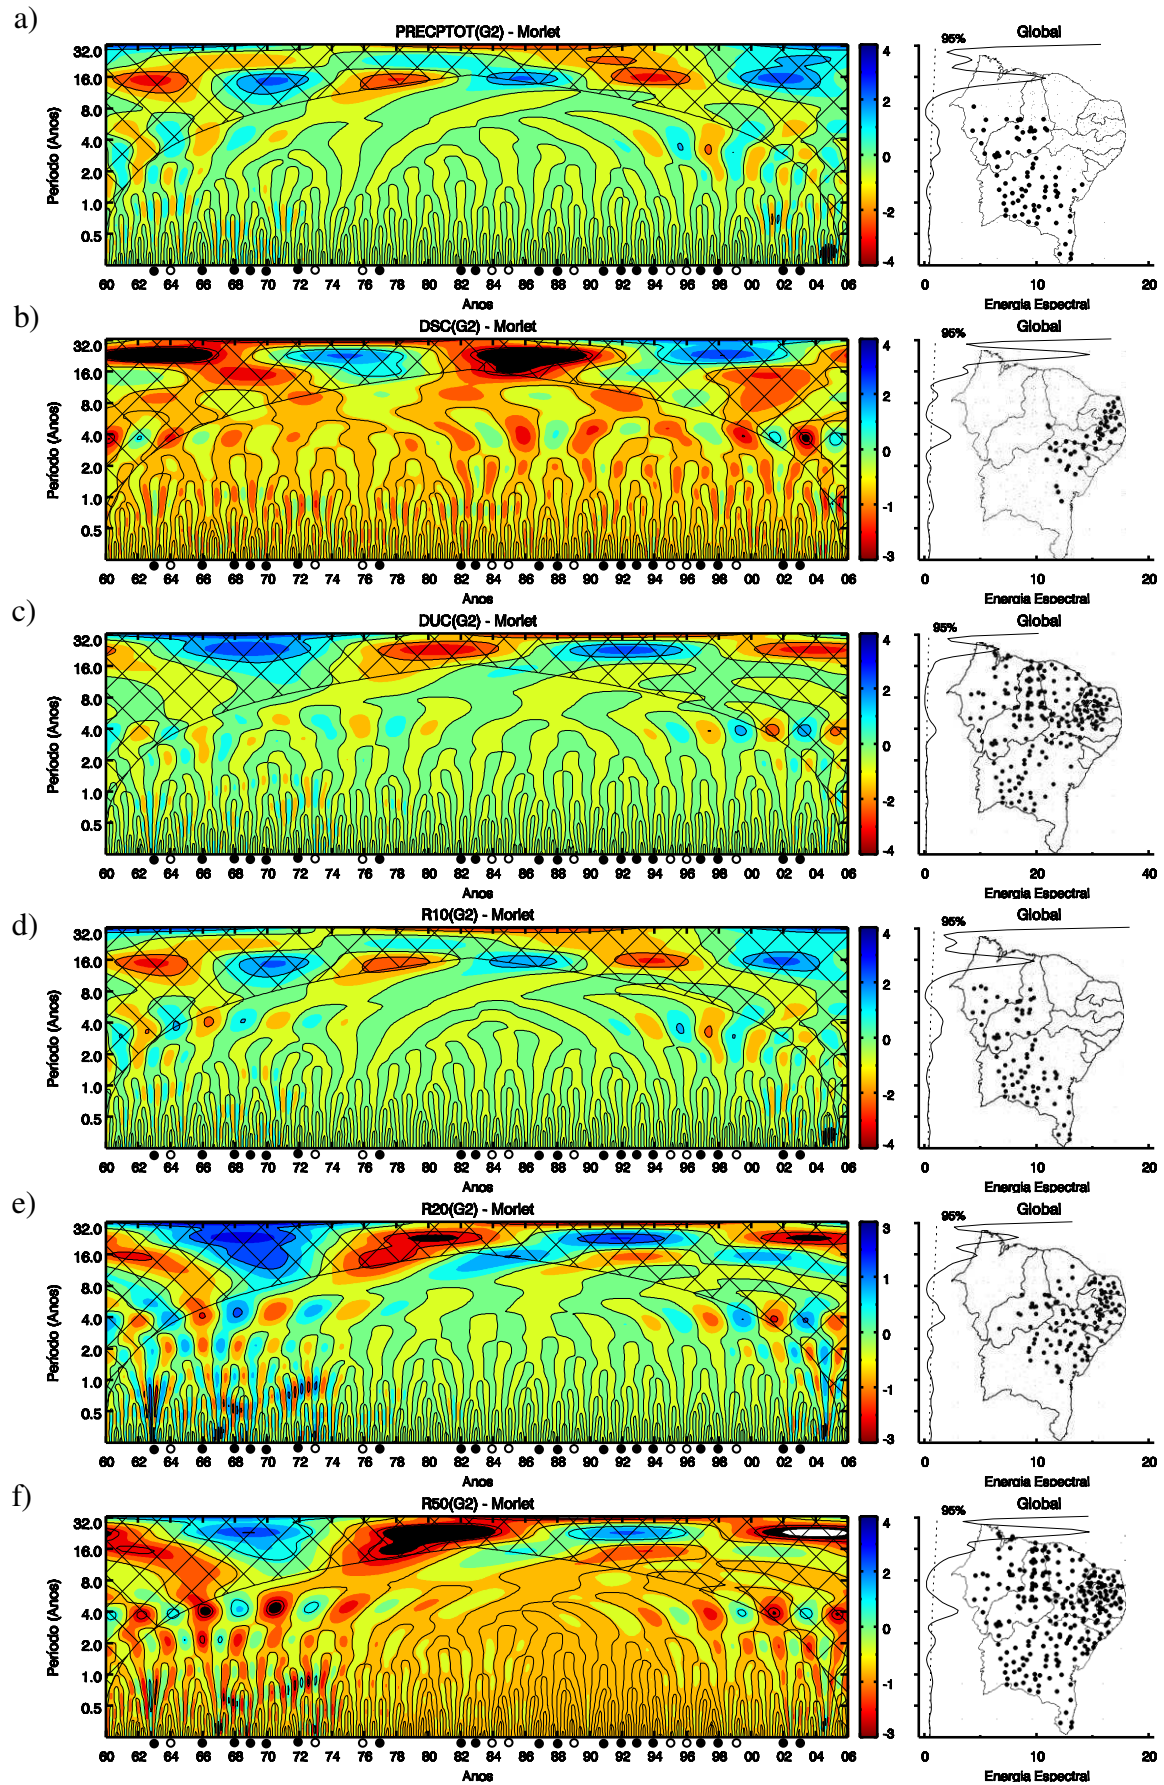 a)
PRECPTOT(G2) - Morlet
Global
95%
32.0
16.0
8.0
4.0
2.0
1.0
0.5
Período (Anos)
4
2
0
-2
-4
60 62 64 66 68 70 72 74 76 78 80 82 84 86 88 90 92 94 96 98 00 02 04 06
Anos
0 10 20
Energia Espectral
b)
DSC(G2) - Morlet
Global
95%
32.0
16.0
8.0
4.0
2.0
1.0
0.5
Período (Anos)
4
2
0
-1
-3
60 62 64 66 68 70 72 74 76 78 80 82 84 86 88 90 92 94 96 98 00 02 04 06
Anos
0 10 20
Energia Espectral
c)
DUC(G2) - Morlet
Global
95%
32.0
16.0
8.0
4.0
2.0
1.0
0.5
Período (Anos)
4
2
0
-2
-4
60 62 64 66 68 70 72 74 76 78 80 82 84 86 88 90 92 94 96 98 00 02 04 06
Anos
0 20 40
Energia Espectral
d)
R10(G2) - Morlet
Global
95%
32.0
16.0
8.0
4.0
2.0
1.0
0.5
Período (Anos)
4
2
0
-2
-4
60 62 64 66 68 70 72 74 76 78 80 82 84 86 88 90 92 94 96 98 00 02 04 06
Anos
0 10 20
Energia Espectral
e)
R20(G2) - Morlet
Global
95%
32.0
16.0
8.0
4.0
2.0
1.0
0.5
Período (Anos)
3
1
0
-1
-3
60 62 64 66 68 70 72 74 76 78 80 82 84 86 88 90 92 94 96 98 00 02 04 06
Anos
0 10 20
Energia Espectral
f)
R50(G2) - Morlet
Global
95%
32.0
16.0
8.0
4.0
2.0
1.0
0.5
Período (Anos)
4
2
0
-1
-3
60 62 64 66 68 70 72 74 76 78 80 82 84 86 88 90 92 94 96 98 00 02 04 06
Anos
0 10 20
Energia Espectral